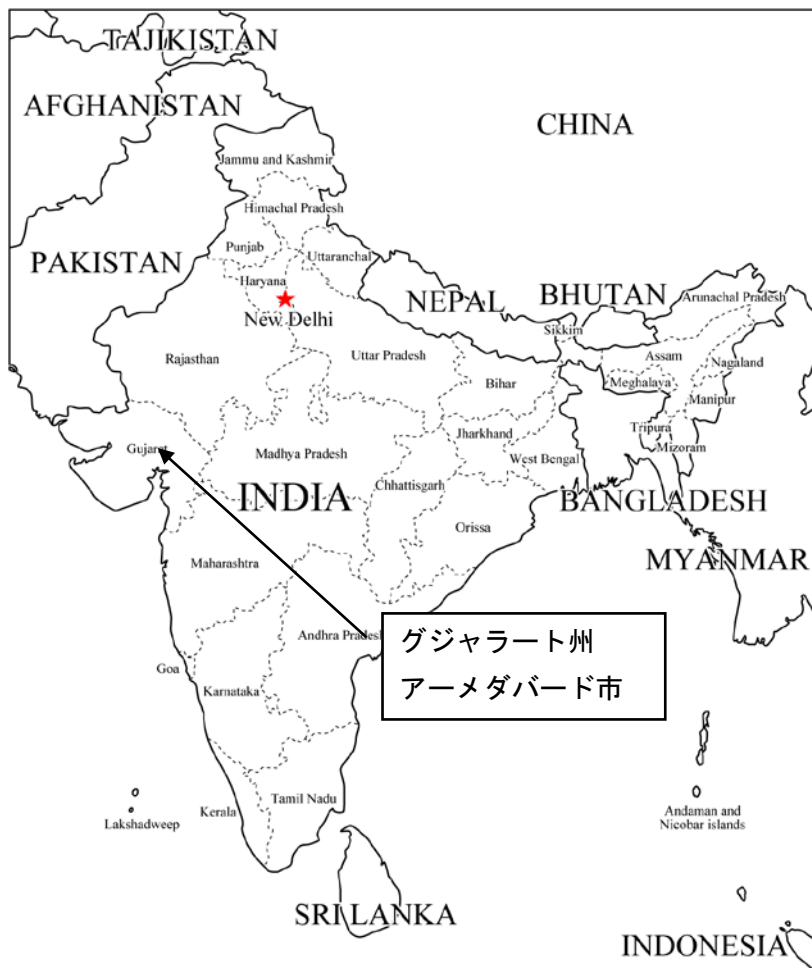 TAJIKISTAN
AFGHANISTAN
CHINA
Jammu and Kashmir
Himachal Pradesh
Punjab
Uttaranchal
PAKISTAN
Haryana
NEPAL
BHUTAN
Arunachal Pradesh
New Delhi
Sikkim
Rajasthan
Uttar Pradesh
Assam
Nagaland
Bihar
Meghalaya
Manipur
Tripura
Jharkhand
Gujarat
Madhya Pradesh
West Bengal
Mizoram
Chhattisgarh
INDIA
BANGLADESH
Orissa
Maharashtra
MYANMAR
Andhra Pradesh
グジャラート州
アーメダバード市
Goa
Karnataka
Tamil Nadu
Kerala
Lakshadweep
Andaman and
Nicobar islands
SRI LANKA
INDONESIA